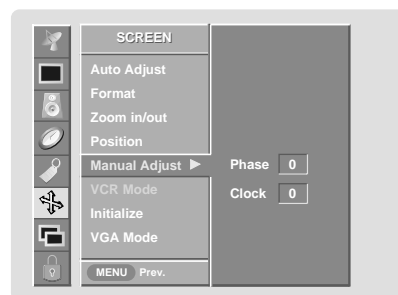 SCREEN
Auto Adjust
Format
Zoom in/out
Position
Manual Adjust ▶
Phase 0
VCR Mode
Clock 0
Initialize
VGA Mode
MENU Prev.